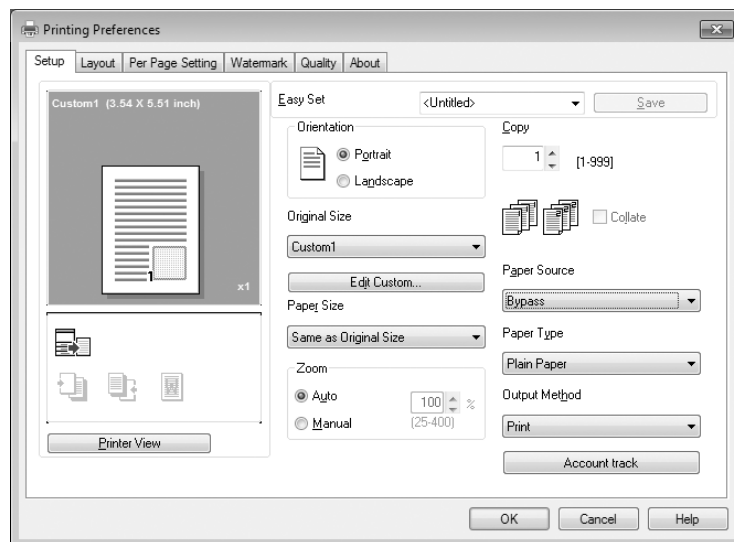 Printing Preferences
Setup Layout Per Page Setting Watermark Quality About
Custom1 (3.54 X 5.51 inch)
1
x1
Printer View
Easy Set <Untitled> Save
Orientation
Portrait
Landscape
Original Size
Custom1
Edit Custom...
Paper Size
Same as Original Size
Zoom
Auto
Manual
100 %
(25-400)
Copy
1 [1-999]
Collate
Paper Source
Bypass
Paper Type
Plain Paper
Output Method
Print
Account track
OK Cancel Help